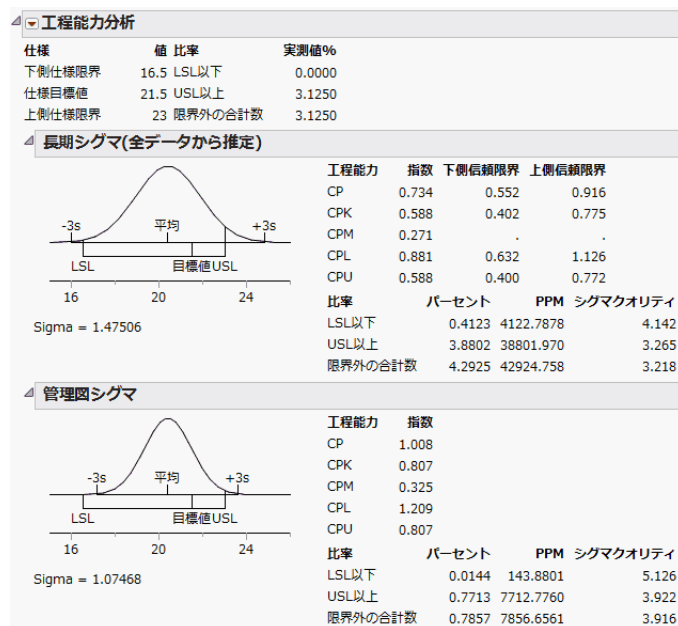 工程能力分析
仕様 値 比率 実測値%
下側仕様限界 16.5 LSL以下 0.0000
仕様目標値 21.5 USL以上 3.1250
上側仕様限界 23 限界外の合計数 3.1250
長期シグマ(全データから推定)
-3s 平均 +3s
LSL 目標値 USL
16 20 24
Sigma = 1.47506
工程能力 指数 下側信頼限界 上側信頼限界
CP 0.734 0.552 0.916
CPK 0.588 0.402 0.775
CPM 0.271 . .
CPL 0.881 0.632 1.126
CPU 0.588 0.400 0.772
比率 パーセント PPM シグマクオリティ
LSL以下 0.4123 4122.7878 4.142
USL以上 3.8802 38801.970 3.265
限界外の合計数 4.2925 42924.758 3.218
管理図シグマ
-3s 平均 +3s
LSL 目標値 USL
16 20 24
Sigma = 1.07468
工程能力 指数
CP 1.008
CPK 0.807
CPM 0.325
CPL 1.209
CPU 0.807
比率 パーセント PPM シグマクオリティ
LSL以下 0.0144 143.8801 5.126
USL以上 0.7713 7712.7760 3.922
限界外の合計数 0.7857 7856.6561 3.916